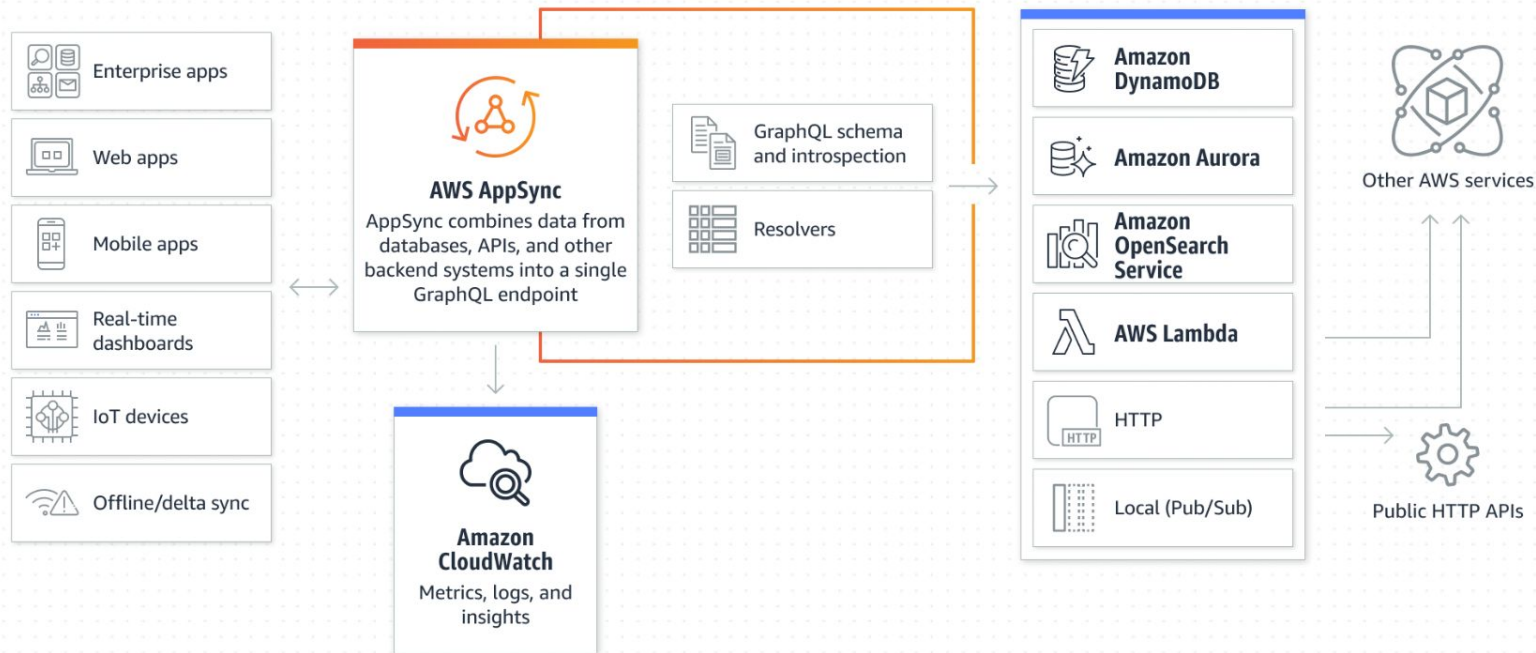 Enterprise apps
Web apps
Mobile apps
Real-time
dashboards
IoT devices
Offline/delta sync
AWS AppSync
AppSync combines data from
databases, APIs, and other
backend systems into a single
GraphQL endpoint
Amazon
CloudWatch
Metrics, logs, and
insights
GraphQL schema
and introspection
Resolvers
Amazon
DynamoDB
Amazon Aurora
Amazon
OpenSearch
Service
AWS Lambda
HTTP
HTTP
Local (Pub/Sub)
Other AWS services
Public HTTP APIs